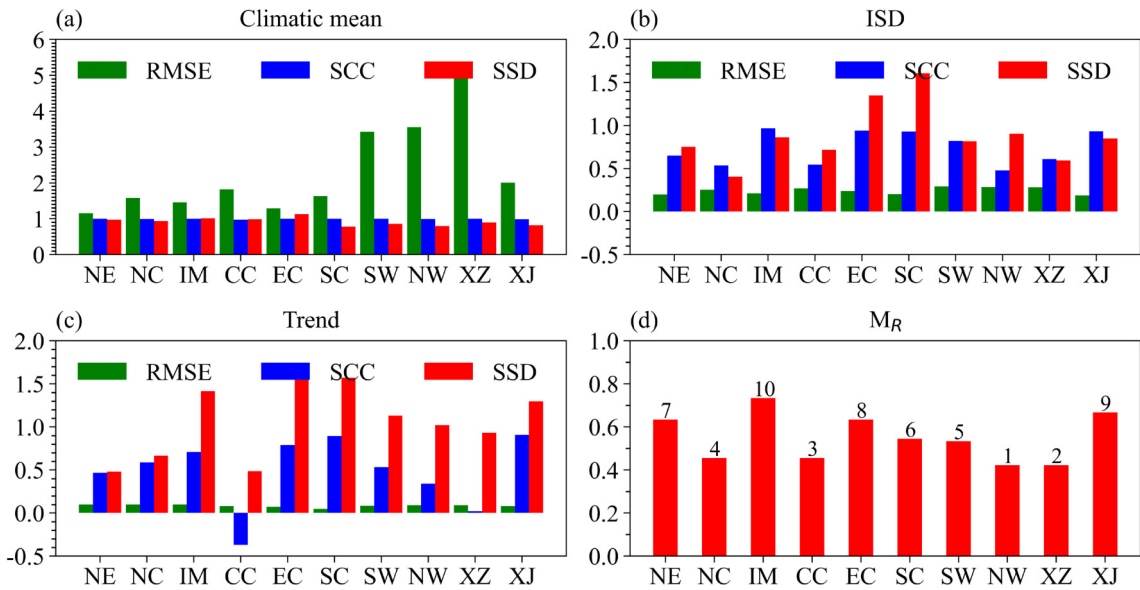 (a) Climatic mean
6
5
4
3
2
1
0
RMSE SCC SSD
NE NC IM CC EC SC SW NW XZ XJ
(b) ISD
2.0
1.5
1.0
0.5
0.0
-0.5
RMSE SCC SSD
NE NC IM CC EC SC SW NW XZ XJ
(c) Trend
2.0
1.5
1.0
0.5
0.0
-0.5
RMSE SCC SSD
NE NC IM CC EC SC SW NW XZ XJ
(d) M_R
1.0
0.8
0.6
0.4
0.2
0.0
7 4 10 3 8 6 5 1 2 9
NE NC IM CC EC SC SW NW XZ XJ